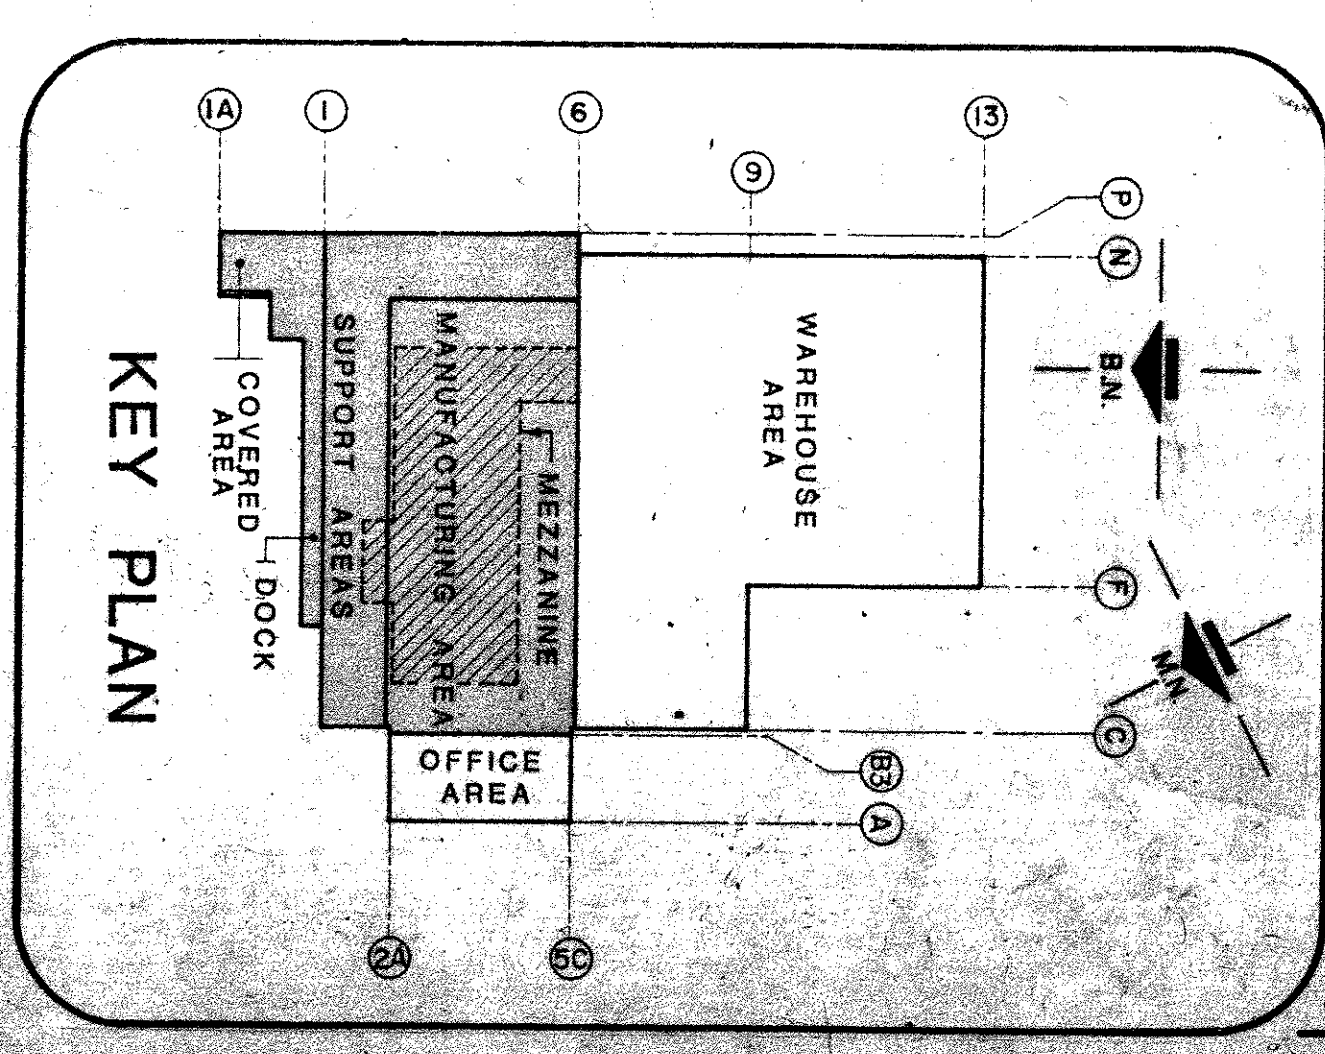 1A
1
6
13
9
P
N
B.N.
WAREHOUSE
AREA
MANUFACTURING AREA
SUPPORT AREAS
MEZZANINE
COVERED
AREA
DOCK
F
M.N.
C
B3
A
OFFICE
AREA
2A
5C
KEY PLAN